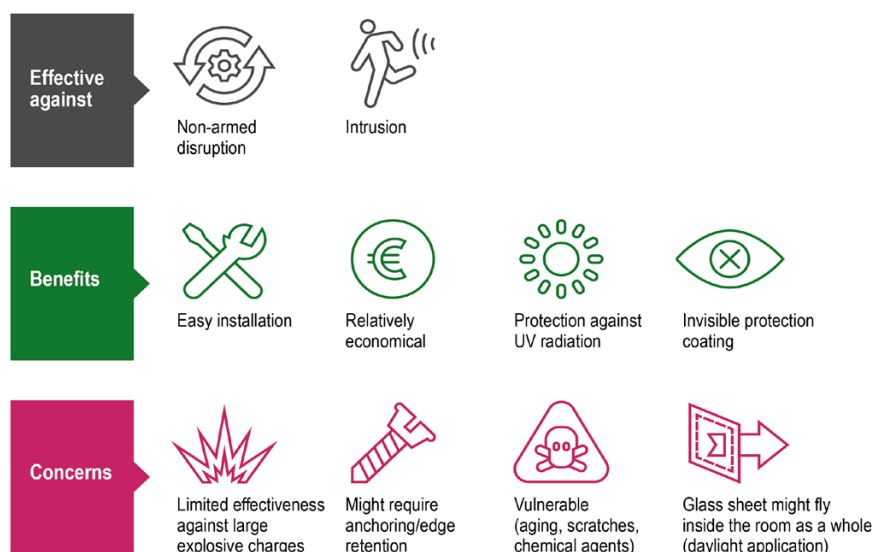 Effective
against
Non-armed
disruption
Intrusion
Benefits
Easy installation
Relatively
economical
Protection against
UV radiation
Invisible protection
coating
Concerns
Limited effectiveness
against large
explosive charges
Might require
anchoring/edge
retention
Vulnerable
(aging, scratches,
chemical agents)
Glass sheet might fly
inside the room as a whole
(daylight application)